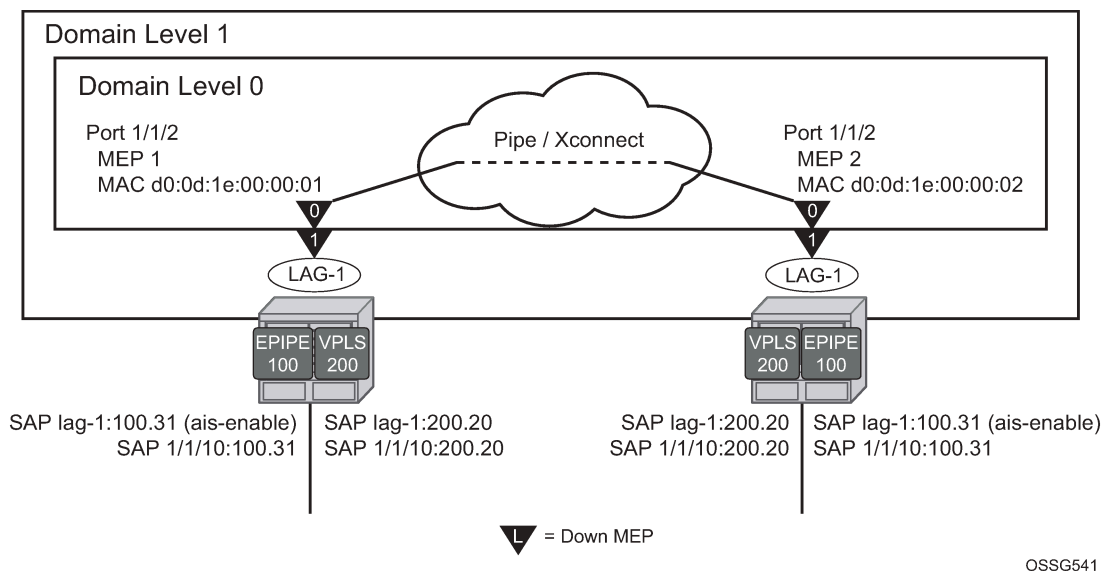 Domain Level 1
Domain Level 0
Port 1/1/2
MEP 1
MAC d0:0d:1e:00:00:01
Pipe / Xconnect
Port 1/1/2
MEP 2
MAC d0:0d:1e:00:00:02
0
0
1
1
LAG-1
LAG-1
EPIPE
100
VPLS
200
VPLS
200
EPIPE
100
SAP lag-1:100.31 (ais-enable)
SAP 1/1/10:100.31
SAP lag-1:200.20
SAP 1/1/10:200.20
SAP lag-1:200.20
SAP 1/1/10:200.20
SAP lag-1:100.31 (ais-enable)
SAP 1/1/10:100.31
L = Down MEP
OSSG541